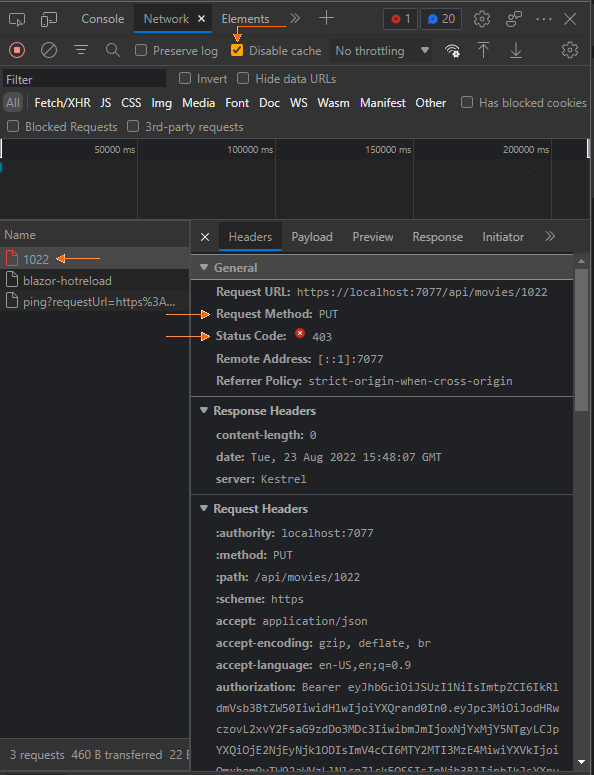 Console Network Elements 1 20
Preserve log Disable cache No throttling
Filter Invert Hide data URLs
All Fetch/XHR JS CSS Img Media Font Doc WS Wasm Manifest Other Has blocked cookies
Blocked Requests 3rd-party requests
50000 ms 100000 ms 150000 ms 200000 ms
Name
1022
blazor-hotreload
ping?requestUrl=https%3A...
Headers Payload Preview Response Initiator
General
Request URL: https://localhost:7077/api/movies/1022
Request Method: PUT
Status Code: 403
Remote Address: [::1]:7077
Referrer Policy: strict-origin-when-cross-origin
Response Headers
content-length: 0
date: Tue, 23 Aug 2022 15:48:07 GMT
server: Kestrel
Request Headers
:authority: localhost:7077
:method: PUT
:path: /api/movies/1022
:scheme: https
accept: application/json
accept-encoding: gzip, deflate, br
accept-language: en-US,en;q=0.9
authorization: Bearer eyJhbGciOiJSUzI1NiIsImtpZCI6IkRl
dmVsb3BtZW50IiwidHlwIjoiYXQrand0In0.eyJpc3MiOiJodHRw
czovL2xvY2FsaG9zdDo3MDc3IiwibmJmIjoxNjYxMjY5NTgyLCJp
YXQiOjE2NjEyNjk1ODIsImV4cCI6MTY2MTI3MzE4MiwiYXVkIjoi
3 requests 460 B transferred 22 B